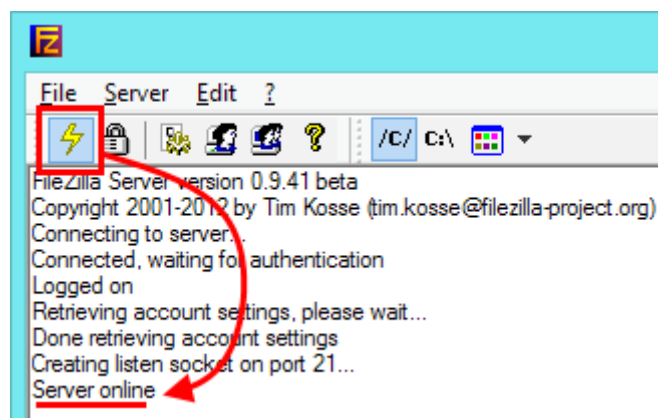 FZ
File Server Edit ?
/C/ C:\
FileZilla Server version 0.9.41 beta
Copyright 2001-2012 by Tim Kosse (tim.kosse@filezilla-project.org)
Connecting to server...
Connected, waiting for authentication
Logged on
Retrieving account settings, please wait...
Done retrieving account settings
Creating listen socket on port 21...
Server online